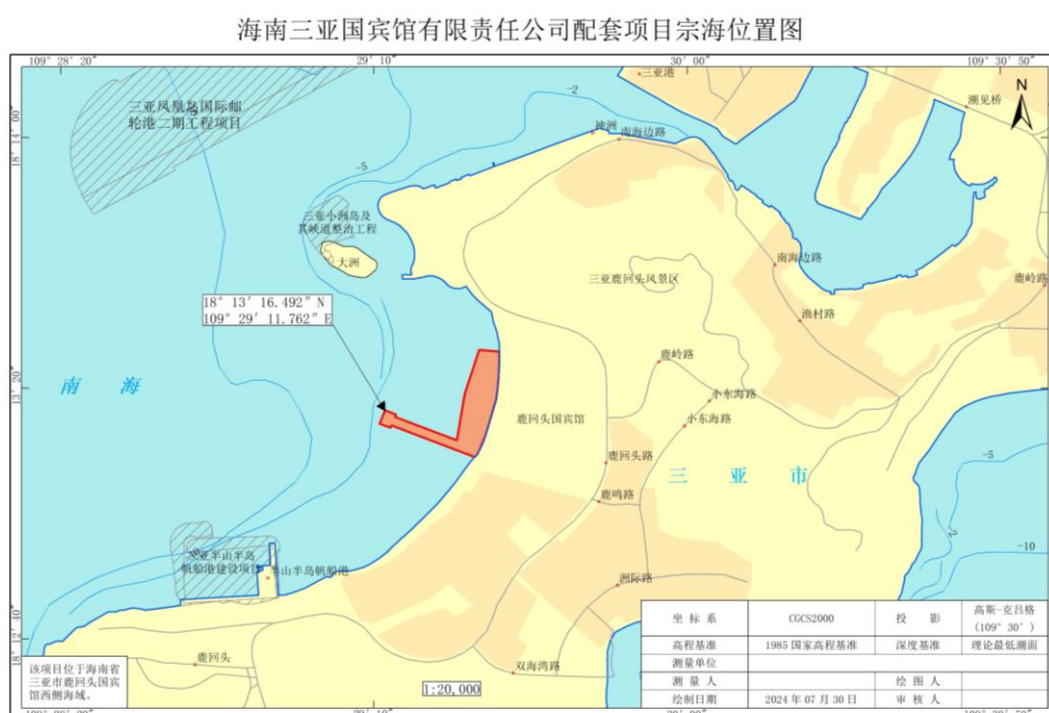 海南三亚国宾馆有限责任公司配套项目宗海位置图
109° 28′ 20″
29′ 10″
30′ 00″
109° 30′ 50″
18° 14′ 00″
13′ 20″
18° 12′ 40″
N
三亚港
潮见桥
三亚凤凰岛国际邮
轮港二期工程项目
-2
神洲
南海边路
-5
三亚小洲岛及
其岐道整治工程
大洲
南海边路
三亚鹿回头风景区
鹿岭路
渔村路
18° 13′ 16.492″ N
109° 29′ 11.762″ E
鹿岭路
南 海
小东海路
鹿回头国宾馆
小东海路
鹿回头路
三 亚 市
-5
鹿鸣路
-2
-10
三亚半山半岛
帆船港建设项目
半山半岛帆船港
洲际路
鹿回头
双海湾路
该项目位于海南省
三亚市鹿回头国宾
馆西侧海域。
1:20,000
坐 标 系 CGCS2000 投 影 高斯-克吕格
(109° 30′ )
高程基准 1985 国家高程基准 深度基准 理论最低潮面
测量单位
测 量 人 绘 图 人
绘制日期 2024 年 07 月 30 日 审 核 人